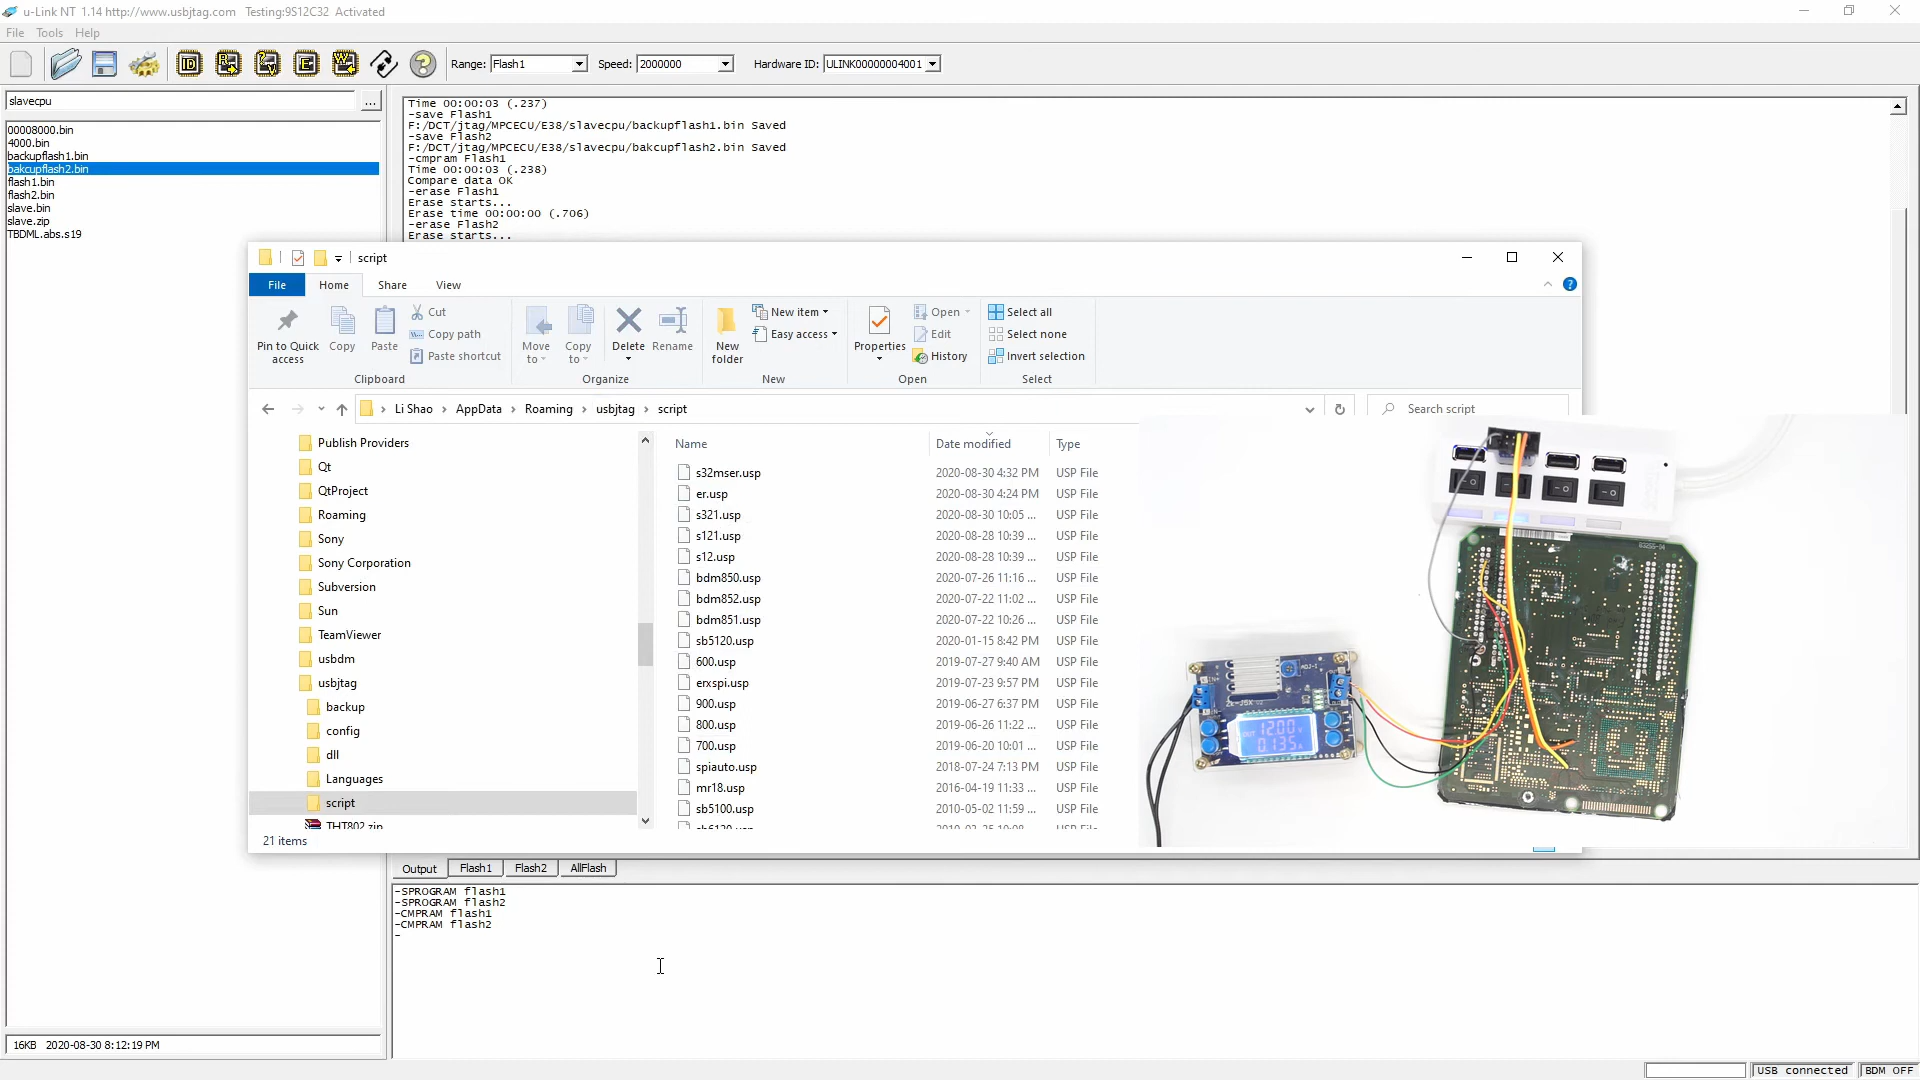 u-Link NT 1.14 http://www.usbjtag.com Testing:9S12C32 Activated
File Tools Help
ID
E
Range: Flash1 Speed: 2000000 Hardware ID: ULINK00000004001
slavecpu ...
00008000.bin
4000.bin
backupflash1.bin
bakcupflash2.bin
flash1.bin
flash2.bin
slave.bin
slave.zip
TBDML.abs.s19
Time 00:00:03 (.237)
-save Flash1
F:/DCT/jtag/MPCECU/E38/slavecpu/backupflash1.bin Saved
-save Flash2
F:/DCT/jtag/MPCECU/E38/slavecpu/bakcupflash2.bin Saved
-cmpram Flash1
Time 00:00:03 (.238)
Compare data OK
-erase Flash1
Erase starts...
Erase time 00:00:00 (.706)
-erase Flash2
Erase starts...
script
File Home Share View
Pin to Quick access
Copy
Paste
Cut
Copy path
Paste shortcut
Clipboard
Move to
Copy to
Delete
Rename
Organize
New folder
New item
Easy access
New
Properties
Open
Edit
History
Open
Select all
Select none
Invert selection
Select
Li Shao > AppData > Roaming > usbjtag > script
Search script
Publish Providers
Qt
QtProject
Roaming
Sony
Sony Corporation
Subversion
Sun
TeamViewer
usbdm
usbjtag
backup
config
dll
Languages
script
THT802.zip
Name Date modified Type
s32mser.usp 2020-08-30 4:32 PM USP File
er.usp 2020-08-30 4:24 PM USP File
s321.usp 2020-08-30 10:05 ... USP File
s121.usp 2020-08-28 10:39 ... USP File
s12.usp 2020-08-28 10:39 ... USP File
bdm850.usp 2020-07-26 11:16 ... USP File
bdm852.usp 2020-07-22 11:02 ... USP File
bdm851.usp 2020-07-22 10:26 ... USP File
sb5120.usp 2020-01-15 8:42 PM USP File
600.usp 2019-07-27 9:40 AM USP File
erxspi.usp 2019-07-23 9:57 PM USP File
900.usp 2019-06-27 6:37 PM USP File
800.usp 2019-06-26 11:22 ... USP File
700.usp 2019-06-20 10:01 ... USP File
spiauto.usp 2018-07-24 7:13 PM USP File
mr18.usp 2016-04-19 11:33 ... USP File
sb5100.usp 2010-05-02 11:59 ... USP File
21 items
ADJ-1
OUT 12.00
0.135
Output Flash1 Flash2 AllFlash
-SPROGRAM flash1
-SPROGRAM flash2
-CMPRAM flash1
-CMPRAM flash2
-
16KB 2020-08-30 8:12:19 PM
USB connected BDM OFF